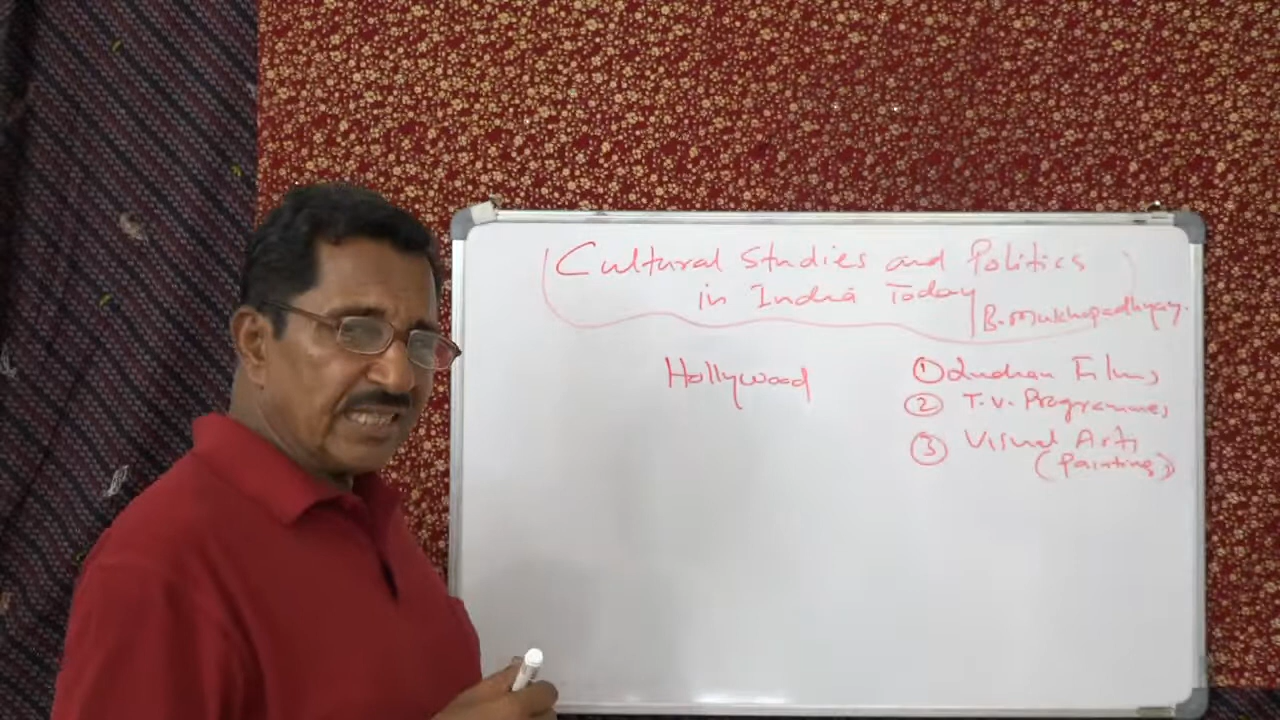 Cultural Studies and Politics
in India Today
B. Mukhopadhyay.
Hollywood
① Indian Films
② T.V. Programmes
③ Visual Arts
(Painting)